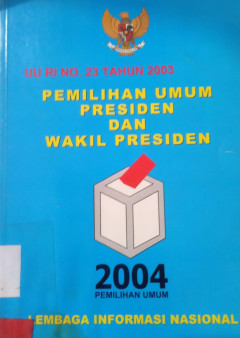 UU RI NO. 23 TAHUN 2003
PEMILIHAN UMUM
PRESIDEN
DAN
WAKIL PRESIDEN
2004
PEMILIHAN UMUM
LEMBAGA INFORMASI NASIONAL